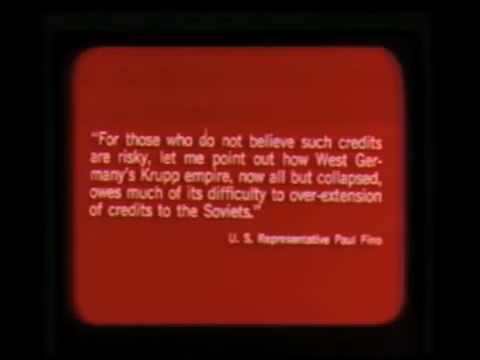 "For those who do not believe such credits
are risky, let me point out how West Ger-
many's Krupp empire, now all but collapsed,
owes much of its difficulty to over-extension
of credits to the Soviets."
U. S. Representative Paul Fino